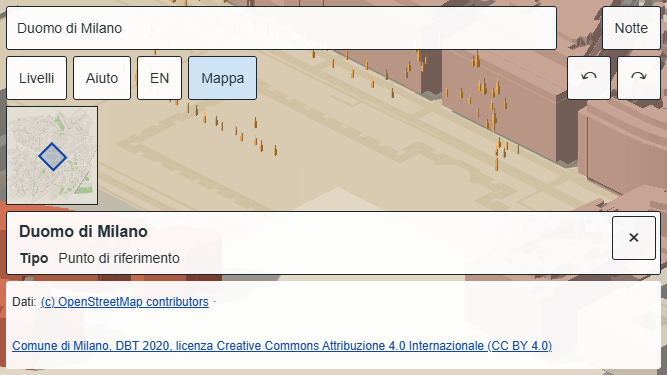 Duomo di Milano
Notte
Livelli
Aiuto
EN
Mappa
Duomo di Milano
Tipo Punto di riferimento
Dati: (c) OpenStreetMap contributors ·
Comune di Milano, DBT 2020, licenza Creative Commons Attribuzione 4.0 Internazionale (CC BY 4.0)